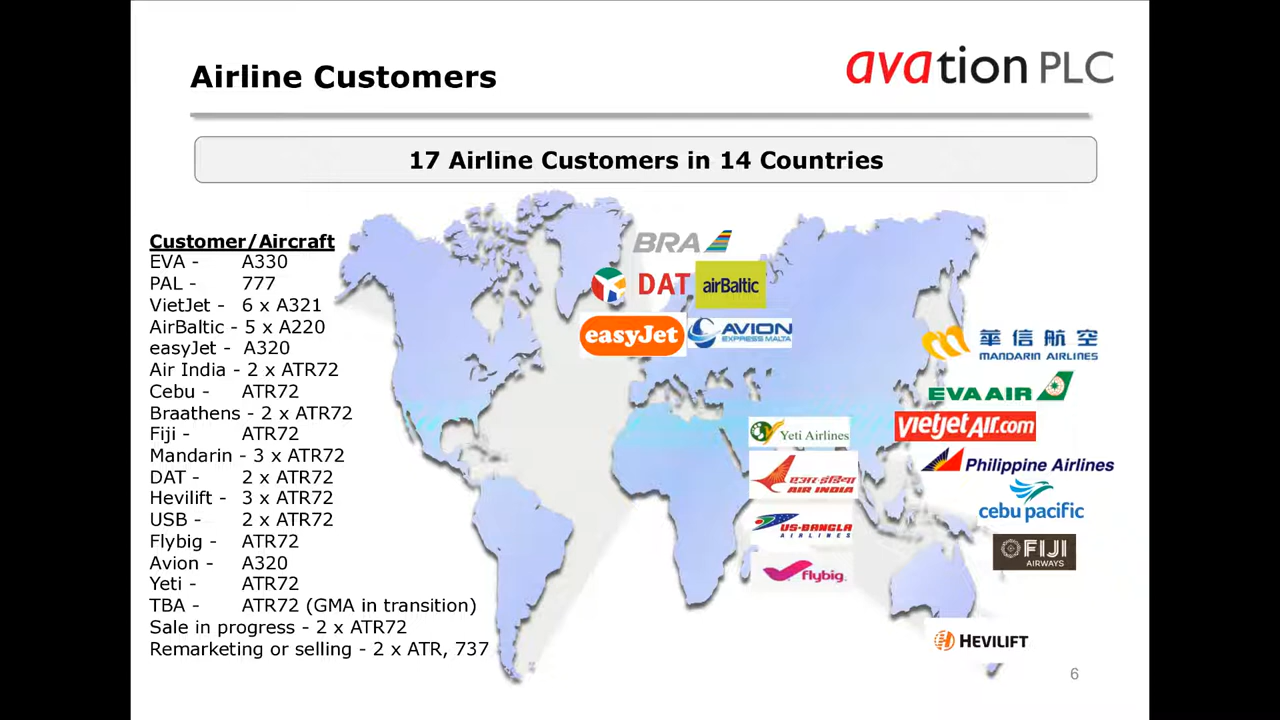 Airline Customers
avation PLC
17 Airline Customers in 14 Countries
Customer/Aircraft
EVA - A330
PAL - 777
VietJet - 6 x A321
AirBaltic - 5 x A220
easyJet - A320
Air India - 2 x ATR72
Cebu - ATR72
Braathens - 2 x ATR72
Fiji - ATR72
Mandarin - 3 x ATR72
DAT - 2 x ATR72
Hevilift - 3 x ATR72
USB - 2 x ATR72
Flybig - ATR72
Avion - A320
Yeti - ATR72
TBA - ATR72 (GMA in transition)
Sale in progress - 2 x ATR72
Remarketing or selling - 2 x ATR, 737
BRA
DAT
airBaltic
easyJet
AVION
EXPRESS MALTA
華信航空
MANDARIN AIRLINES
EVA AIR
vietjetAir.com
Philippine Airlines
cebu pacific
FIJI
AIRWAYS
Yeti Airlines
एअर इंडिया
AIR INDIA
US-BANGLA
AIRLINES
flybig.
HEVILIFT
6